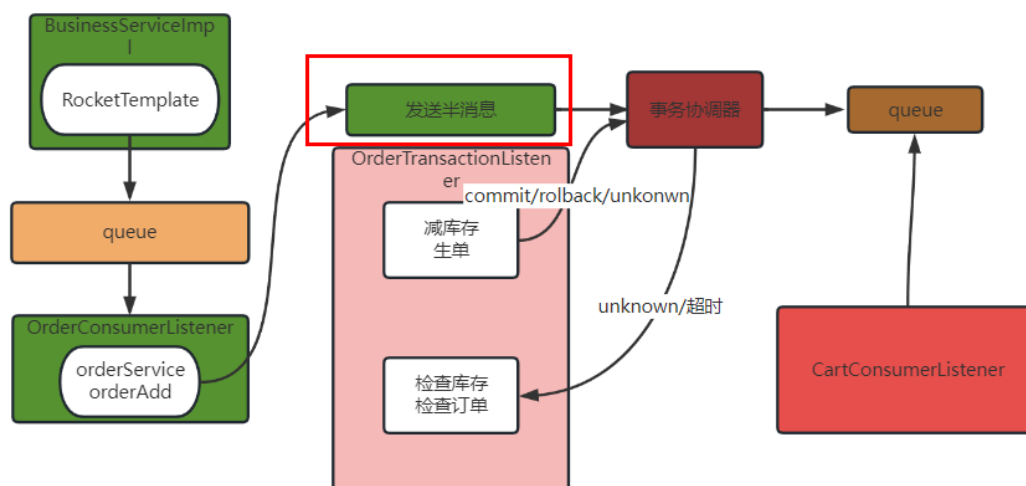 BusinessServiceImp
l
RocketTemplate
queue
OrderConsumerListener
orderService
orderAdd
发送半消息
OrderTransactionListen
er
commit/rolback/unkonwn
减库存
生单
unknown/超时
检查库存
检查订单
事务协调器
queue
CartConsumerListener